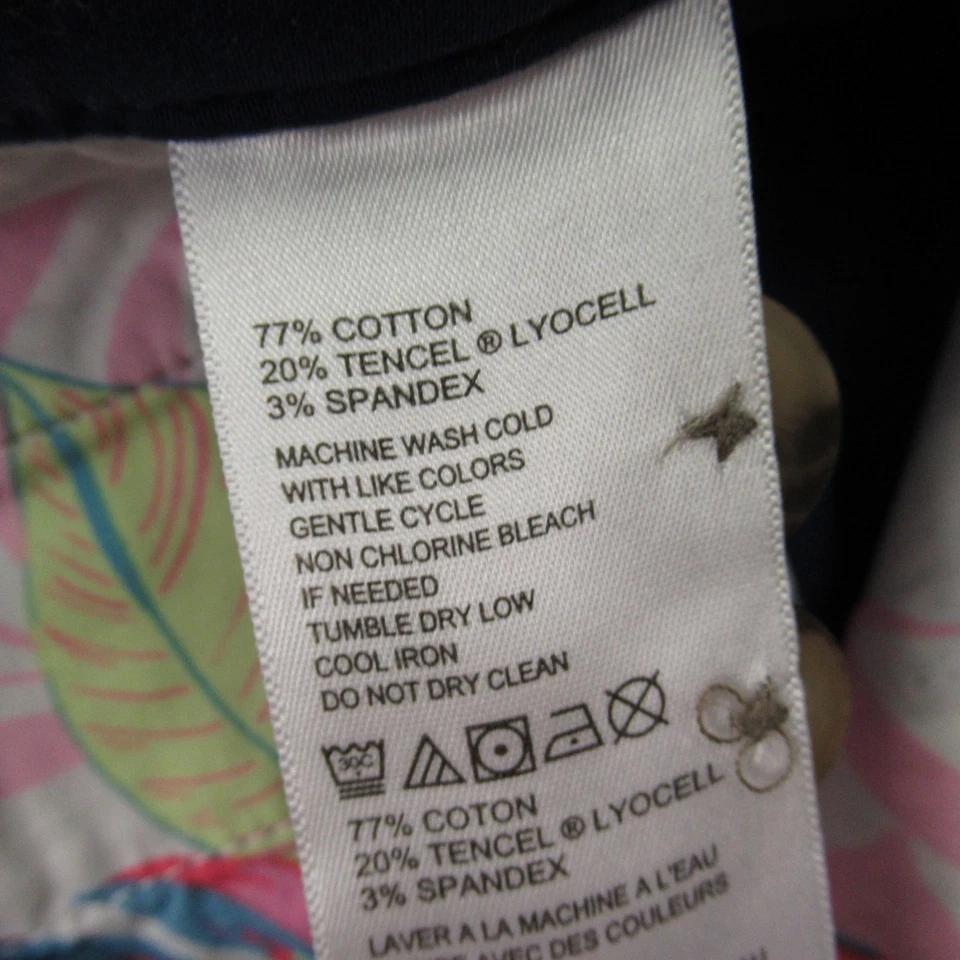 77% COTTON
20% TENCEL ® LYOCELL
3% SPANDEX
MACHINE WASH COLD
WITH LIKE COLORS
GENTLE CYCLE
NON CHLORINE BLEACH
IF NEEDED
TUMBLE DRY LOW
COOL IRON
DO NOT DRY CLEAN
30C
77% COTON
20% TENCEL ® LYOCELL
3% SPANDEX
LAVER A LA MACHINE A L'EAU
AVEC DES COULEURS